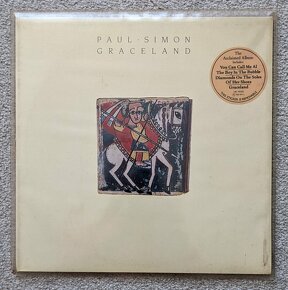 PAUL · SIMON
GRACELAND
The
Acclaimed Album
Includes
You Can Call Me Al
The Boy In The Bubble
Diamonds On The Soles
Of Her Shoes
Graceland